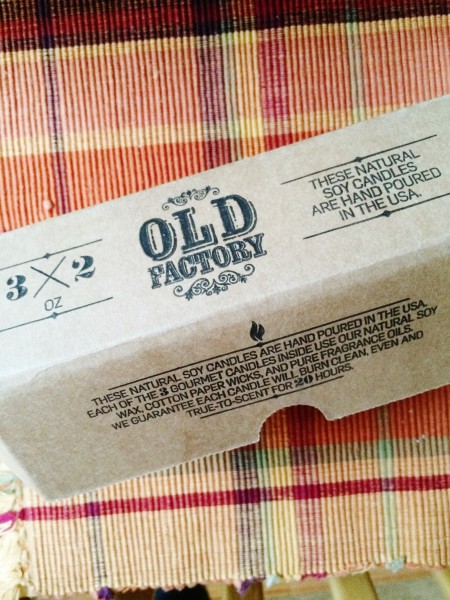 3 X 2
OZ
OLD
FACTORY
THESE NATURAL
SOY CANDLES
ARE HAND POURED
IN THE USA.
THESE NATURAL SOY CANDLES ARE HAND POURED IN THE USA.
EACH OF THE 3 GOURMET CANDLES INSIDE USE OUR NATURAL SOY
WAX, COTTON PAPER WICKS, AND PURE FRAGRANCE OILS.
WE GUARANTEE EACH CANDLE WILL BURN CLEAN, EVEN AND
TRUE-TO-SCENT FOR 20 HOURS.